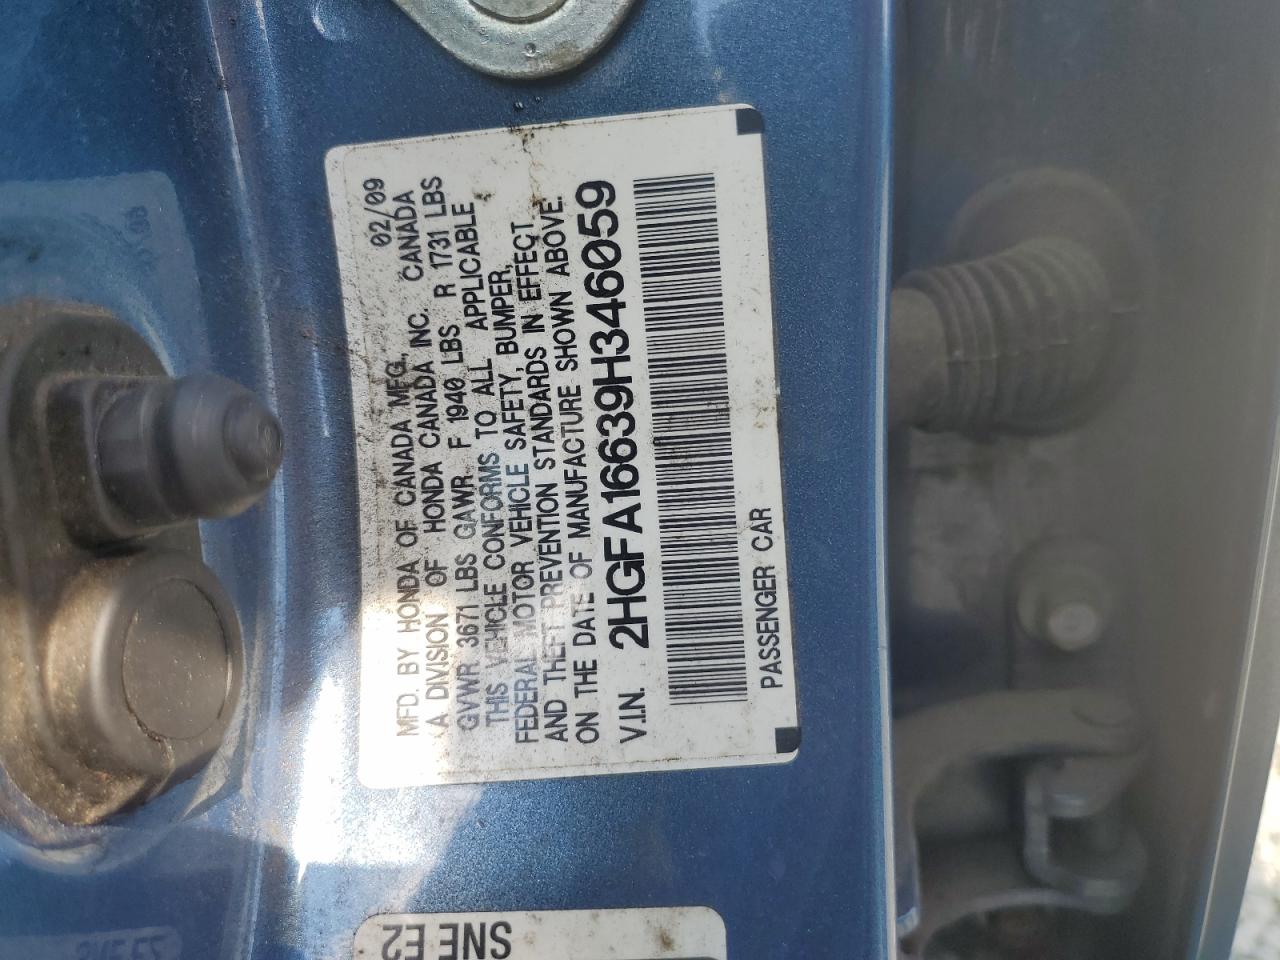 MFD. BY HONDA OF CANADA MFG. 02/09
A DIVISION OF HONDA CANADA INC. CANADA
GVWR 3671 LBS GAWR F 1940 LBS R 1731 LBS
THIS VEHICLE CONFORMS TO ALL APPLICABLE
FEDERAL MOTOR VEHICLE SAFETY, BUMPER,
AND THEFT PREVENTION STANDARDS IN EFFECT
ON THE DATE OF MANUFACTURE SHOWN ABOVE.
V.I.N. 2HGFA16639H346059
PASSENGER CAR
SNE E2